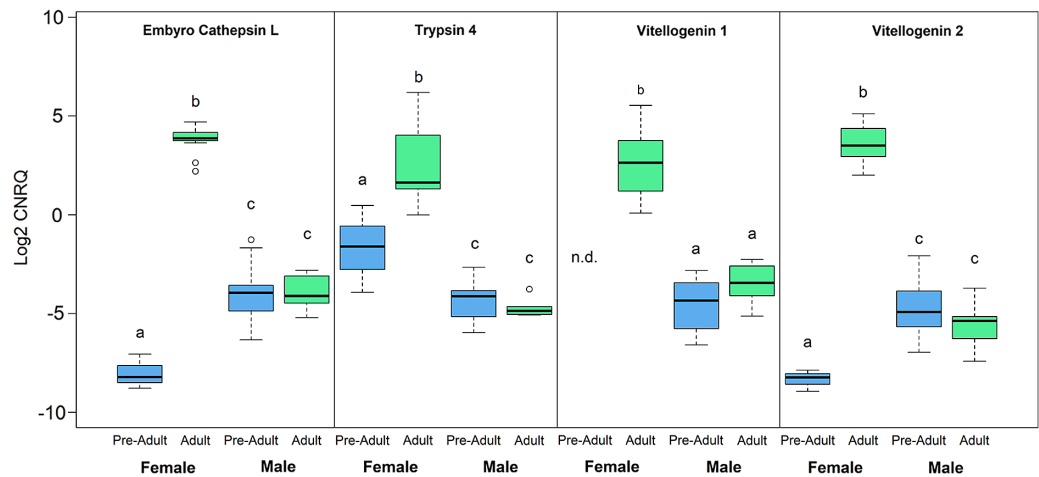 Embyro Cathepsin L
Trypsin 4
Vitellogenin 1
Vitellogenin 2
Log2 CNRQ
10
5
0
-5
-10
a
b
c
c
a
b
c
c
n.d.
b
a
a
a
b
c
c
Pre-Adult Adult Pre-Adult Adult Pre-Adult Adult Pre-Adult Adult Pre-Adult Adult Pre-Adult Adult Pre-Adult Adult Pre-Adult Adult
Female Male Female Male Female Male Female Male